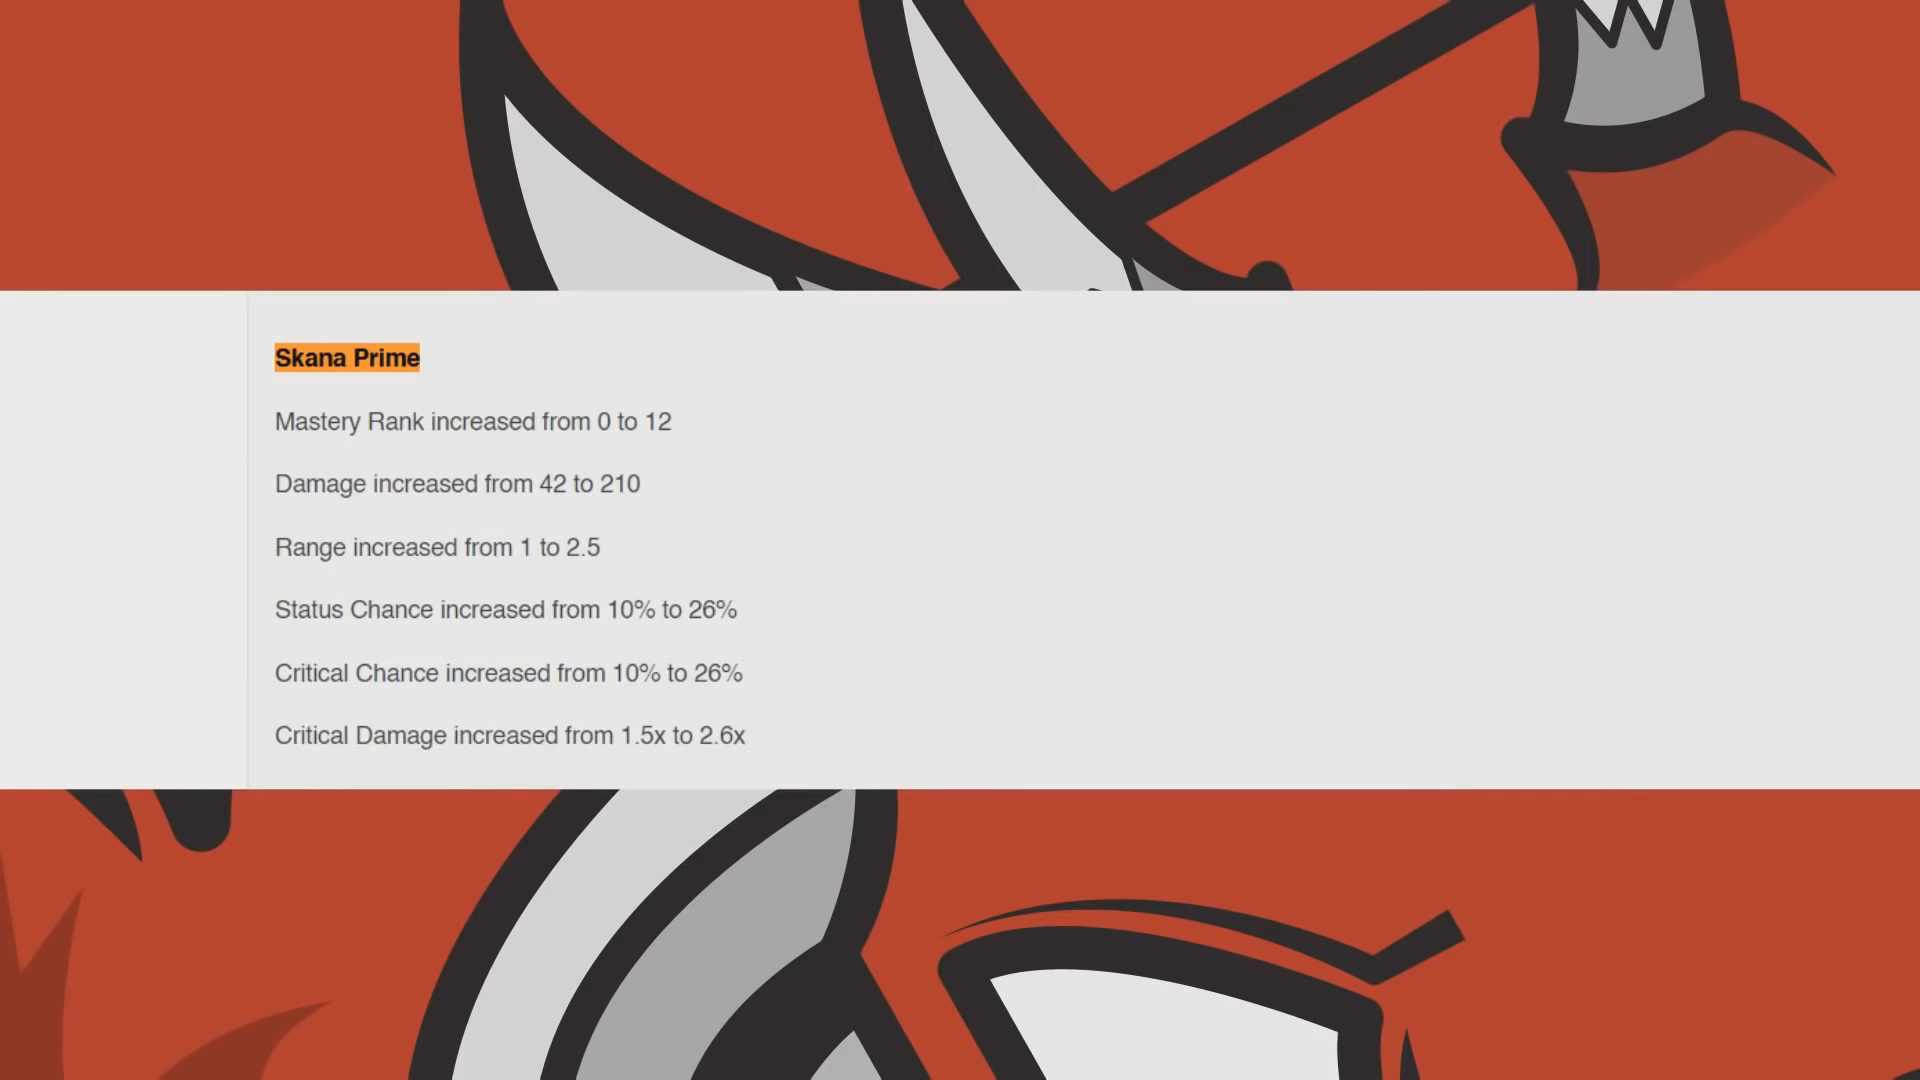 Skana Prime
Mastery Rank increased from 0 to 12
Damage increased from 42 to 210
Range increased from 1 to 2.5
Status Chance increased from 10% to 26%
Critical Chance increased from 10% to 26%
Critical Damage increased from 1.5x to 2.6x